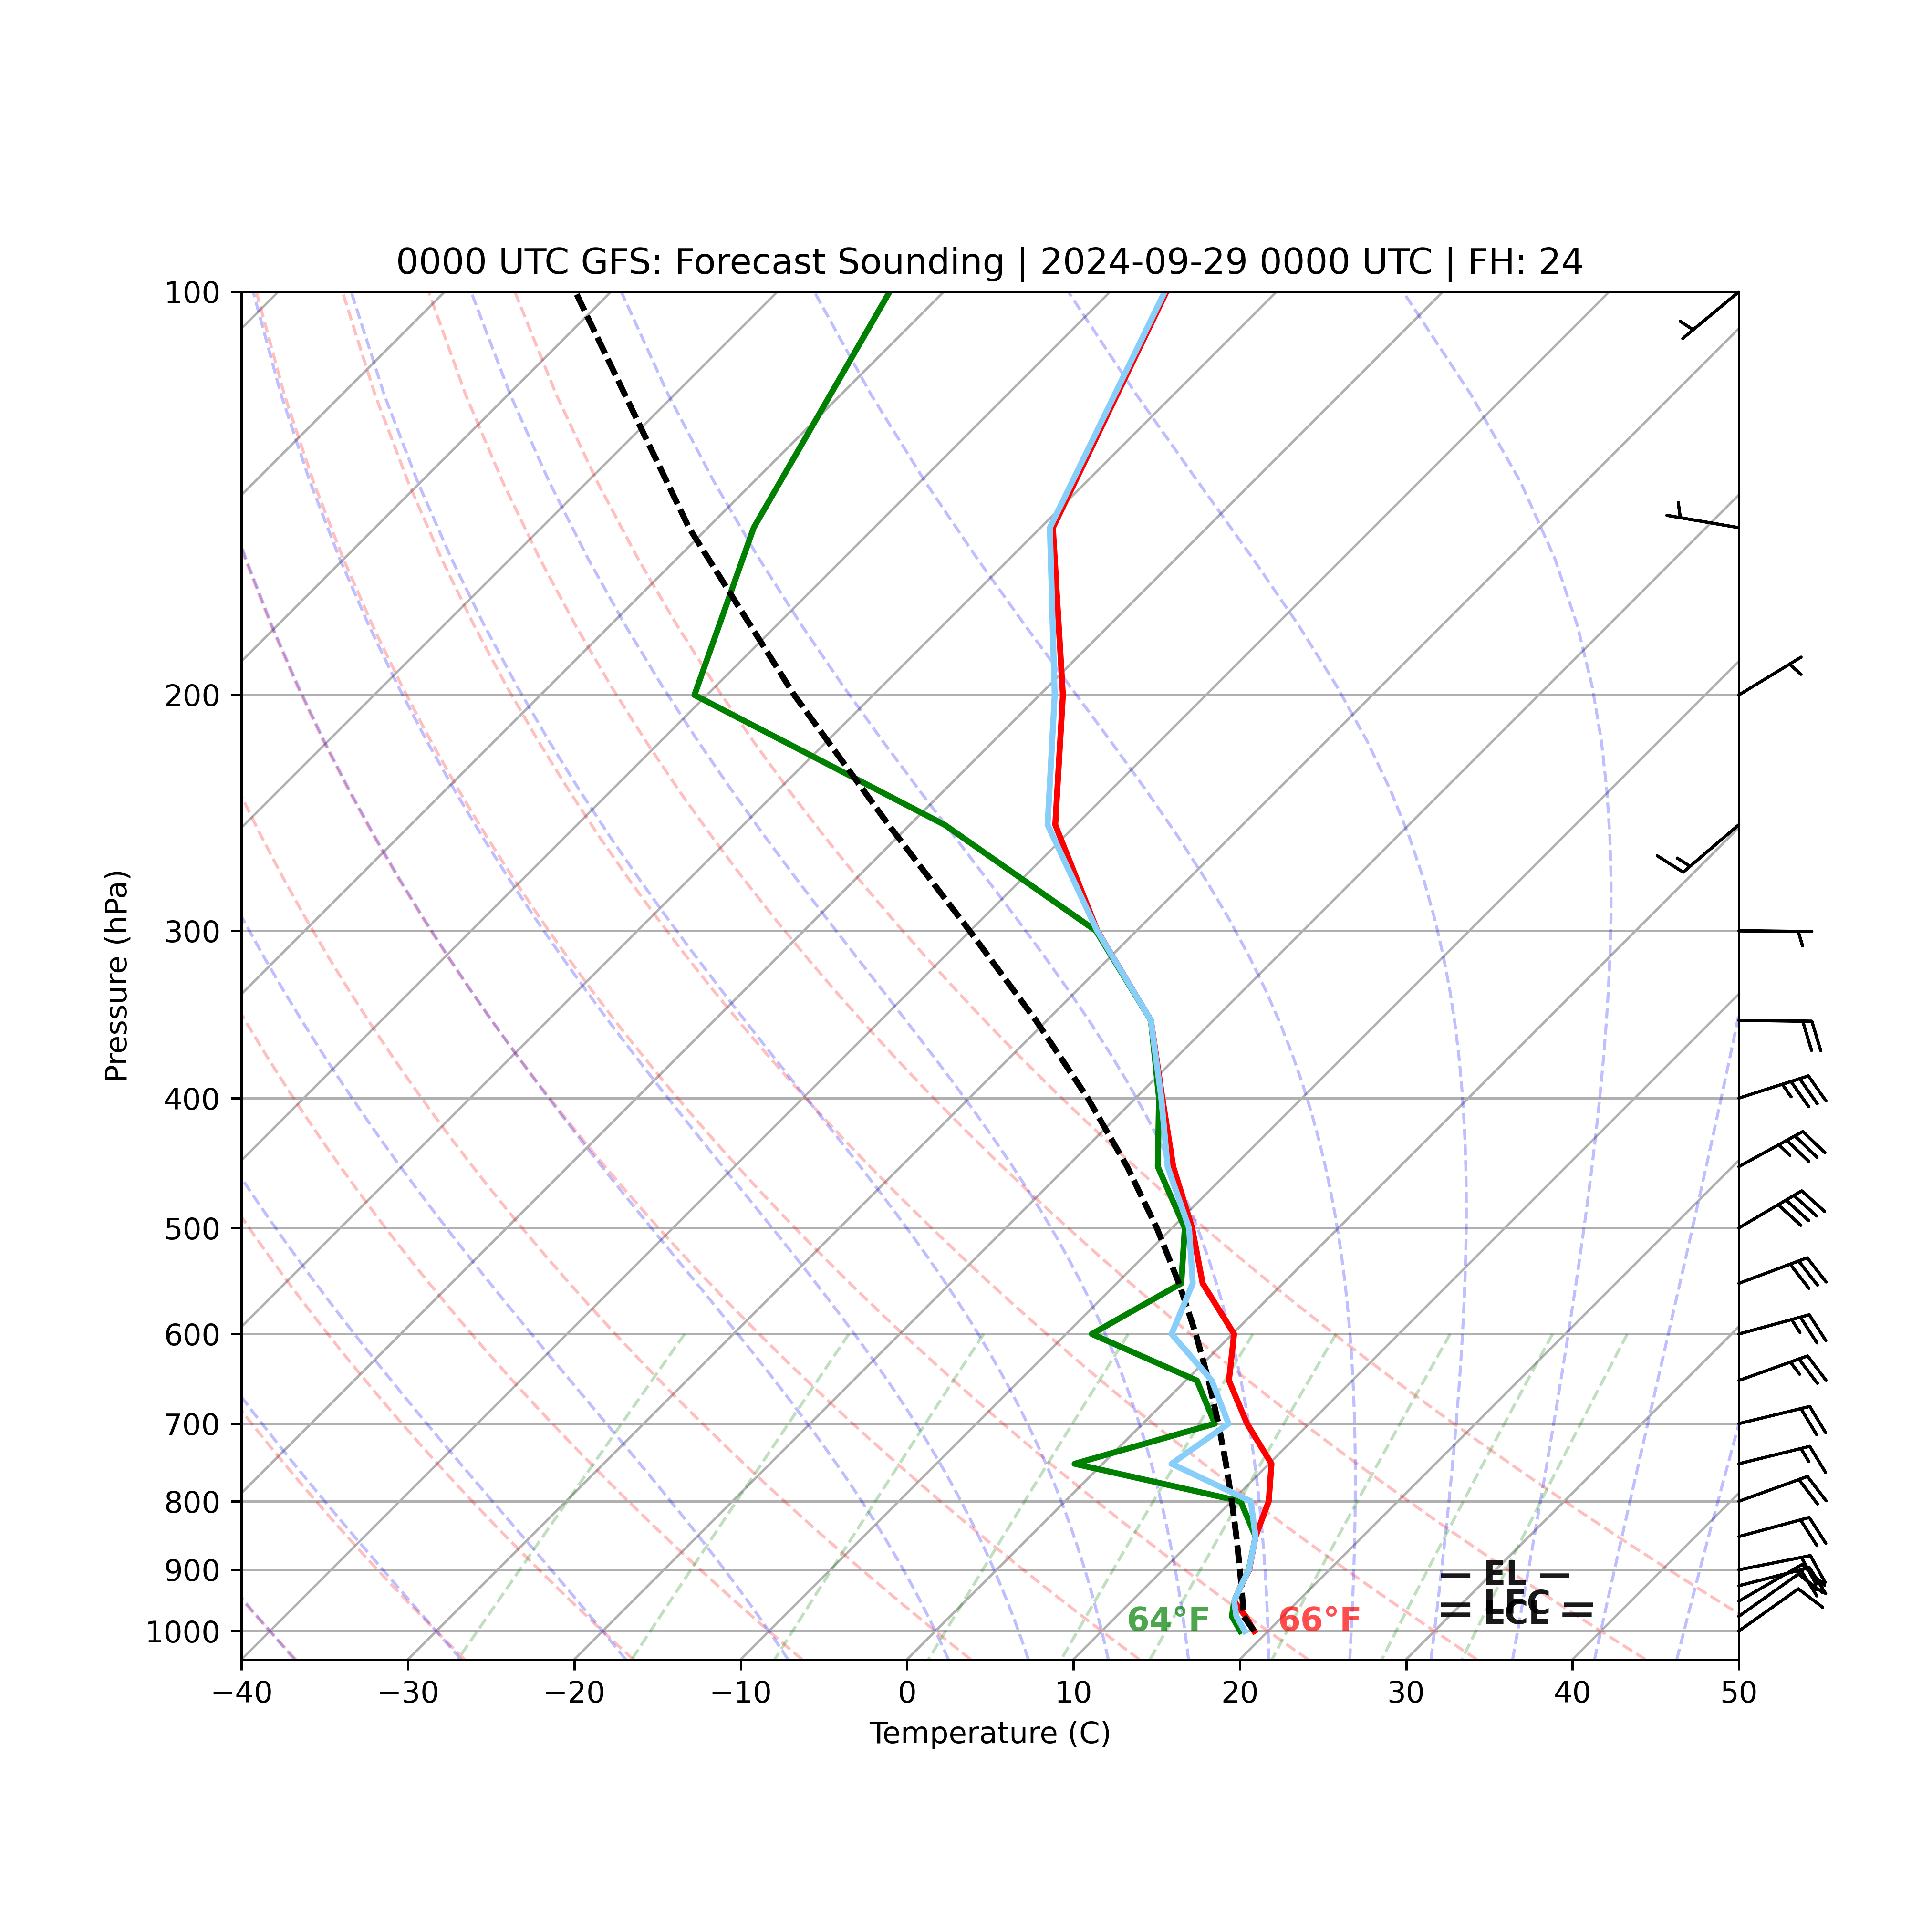 0000 UTC GFS: Forecast Sounding | 2024-09-29 0000 UTC | FH: 24
100
200
300
400
500
600
700
800
900
1000
Pressure (hPa)
— EL —
— LFC —
— LCL —
64°F 66°F
−40 −30 −20 −10 0 10 20 30 40 50
Temperature (C)